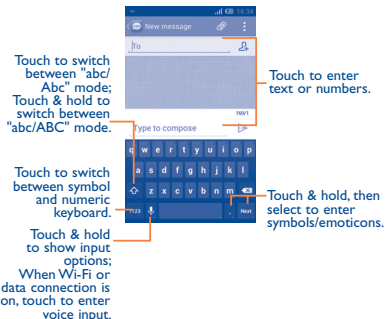 16:34
New message
To
Touch to switch
between "abc/
Abc" mode;
Touch & hold to
switch between
"abc/ABC" mode.
Touch to enter
text or numbers.
160/1
Type to compose
q w e r t y u i o p
a s d f g h j k l
z x c v b n m
?123
.
Next
Touch to switch
between symbol
and numeric
keyboard.
Touch & hold, then
select to enter
symbols/emoticons.
Touch & hold
to show input
options;
When Wi-Fi or
data connection is
on, touch to enter
voice input.